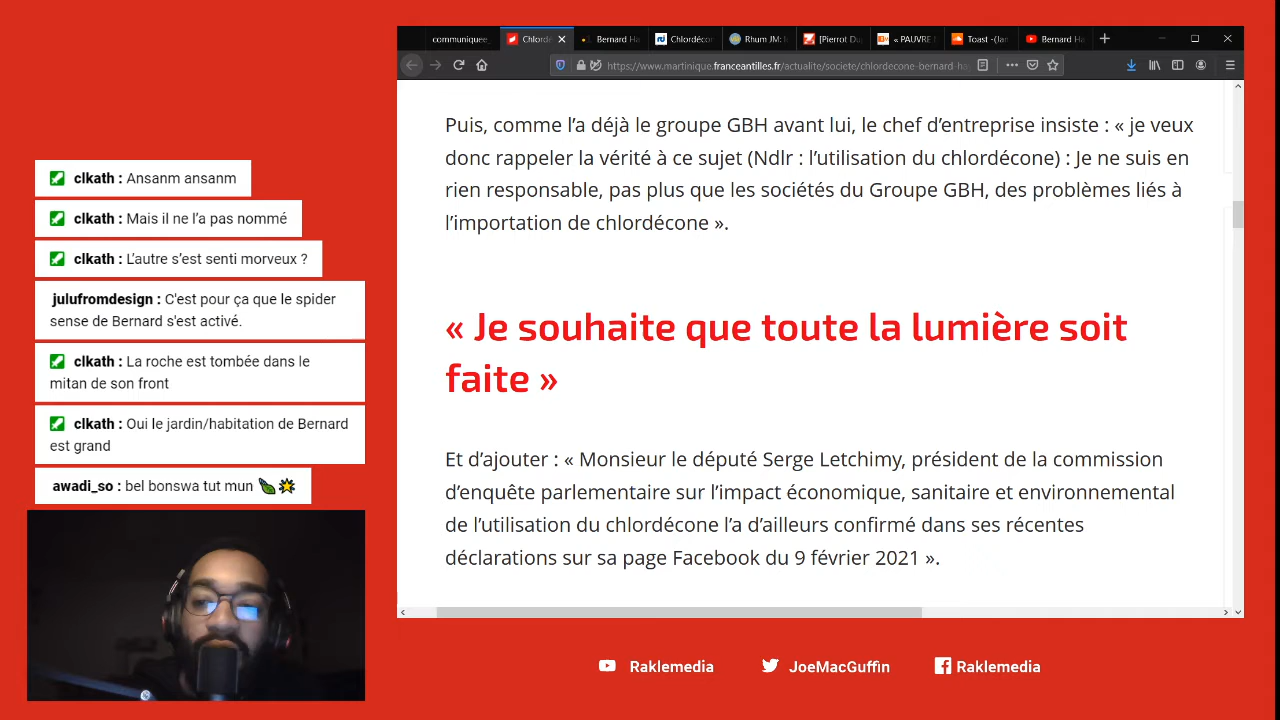 communiquee_
Chlordé
Bernard Ha
Chlordéco
Rhum JM: l
[Pierrot Du
« PAUVRE
Toast -(Ian
Bernard Ha
https://www.martinique.franceantilles.fr/actualite/societe/chlordecone-bernard-hay
clkath : Ansanm ansanm
clkath : Mais il ne l’a pas nommé
clkath : L’autre s’est senti morveux ?
julufromdesign : C'est pour ça que le spider
sense de Bernard s'est activé.
clkath : La roche est tombée dans le
mitan de son front
clkath : Oui le jardin/habitation de Bernard
est grand
awadi_so : bel bonswa tut mun
Puis, comme l’a déjà le groupe GBH avant lui, le chef d’entreprise insiste : « je veux
donc rappeler la vérité à ce sujet (Ndlr : l’utilisation du chlordécone) : Je ne suis en
rien responsable, pas plus que les sociétés du Groupe GBH, des problèmes liés à
l’importation de chlordécone ».
« Je souhaite que toute la lumière soit
faite »
Et d’ajouter : « Monsieur le député Serge Letchimy, président de la commission
d’enquête parlementaire sur l’impact économique, sanitaire et environnemental
de l’utilisation du chlordécone l’a d’ailleurs confirmé dans ses récentes
déclarations sur sa page Facebook du 9 février 2021 ».
Raklemedia
JoeMacGuffin
Raklemedia